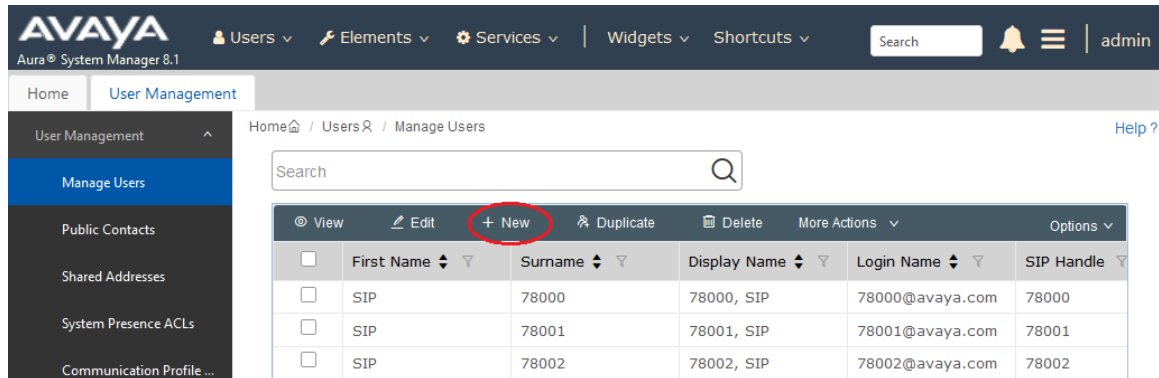 AVAYA
Aura® System Manager 8.1
Users Elements Services | Widgets Shortcuts Search admin
Home User Management
User Management
Manage Users
Public Contacts
Shared Addresses
System Presence ACLs
Communication Profile ...
Home / Users / Manage Users Help ?
Search
View Edit + New Duplicate Delete More Actions Options
First Name Surname Display Name Login Name SIP Handle
SIP 78000 78000, SIP 78000@avaya.com 78000
SIP 78001 78001, SIP 78001@avaya.com 78001
SIP 78002 78002, SIP 78002@avaya.com 78002